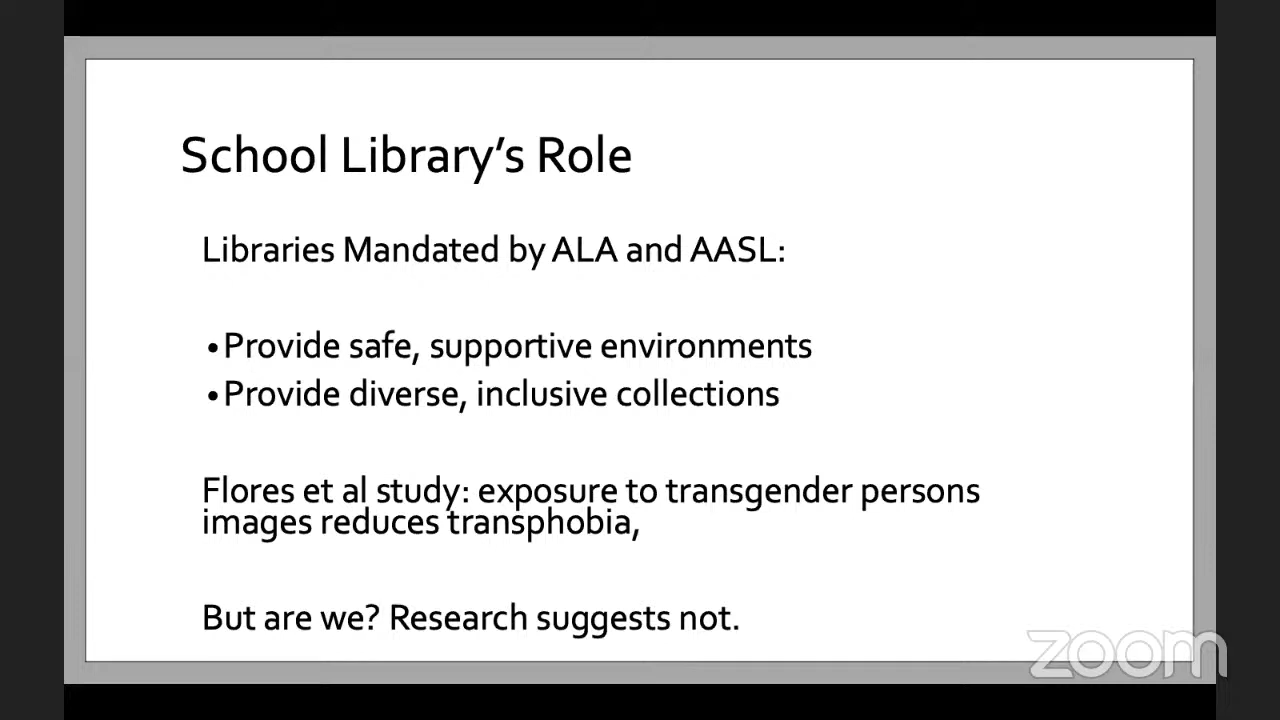 School Library’s Role
Libraries Mandated by ALA and AASL:
•Provide safe, supportive environments
•Provide diverse, inclusive collections
Flores et al study: exposure to transgender persons
images reduces transphobia,
But are we? Research suggests not.
zoom